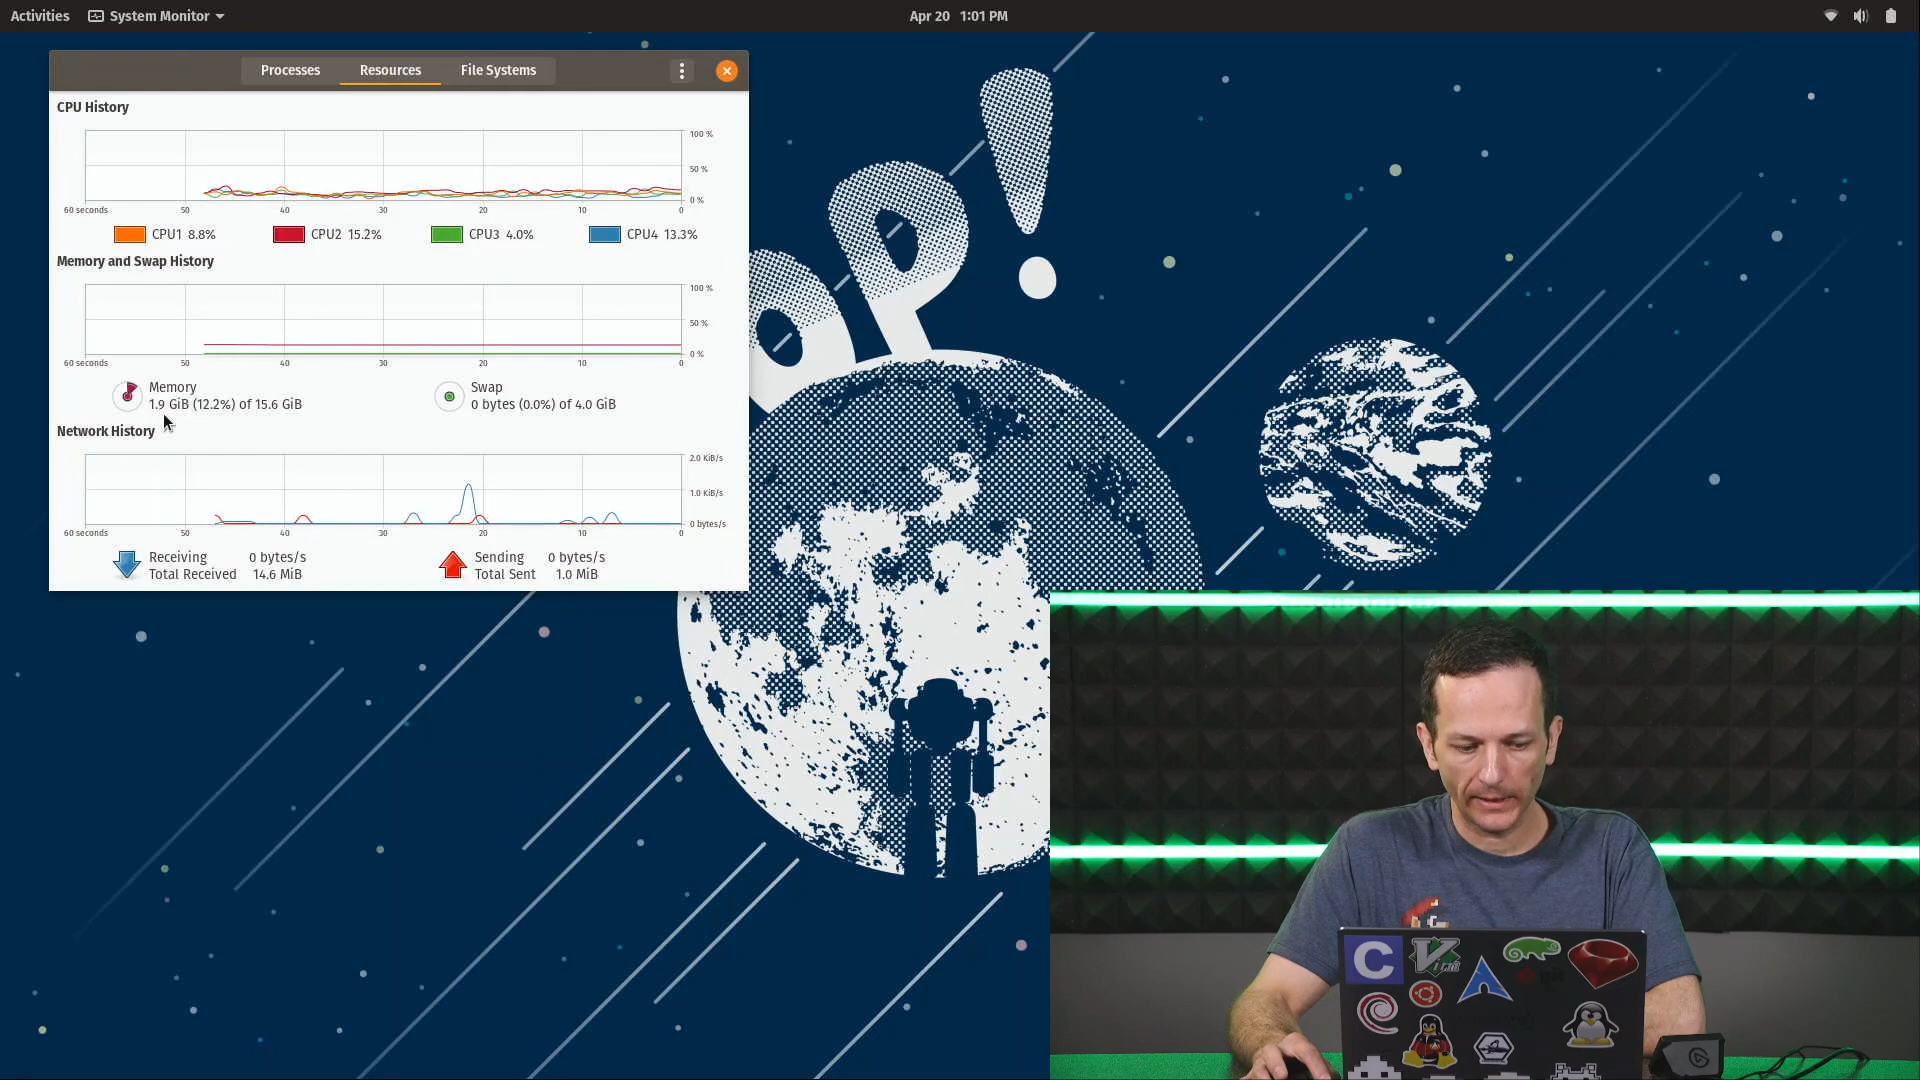 Activities System Monitor Apr 20 1:01 PM
Processes Resources File Systems
CPU History
100 %
50 %
0 %
60 seconds 50 40 30 20 10 0
CPU1 8.8% CPU2 15.2% CPU3 4.0% CPU4 13.3%
Memory and Swap History
100 %
50 %
0 %
60 seconds 50 40 30 20 10 0
Memory
1.9 GiB (12.2%) of 15.6 GiB
Swap
0 bytes (0.0%) of 4.0 GiB
Network History
2.0 KiB/s
1.0 KiB/s
0 bytes/s
60 seconds 50 40 30 20 10 0
Receiving 0 bytes/s
Total Received 14.6 MiB
Sending 0 bytes/s
Total Sent 1.0 MiB
OP!
C
Vim